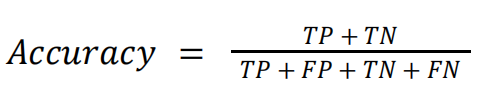 Accuracy = TP + TN / TP + FP + TN + FN